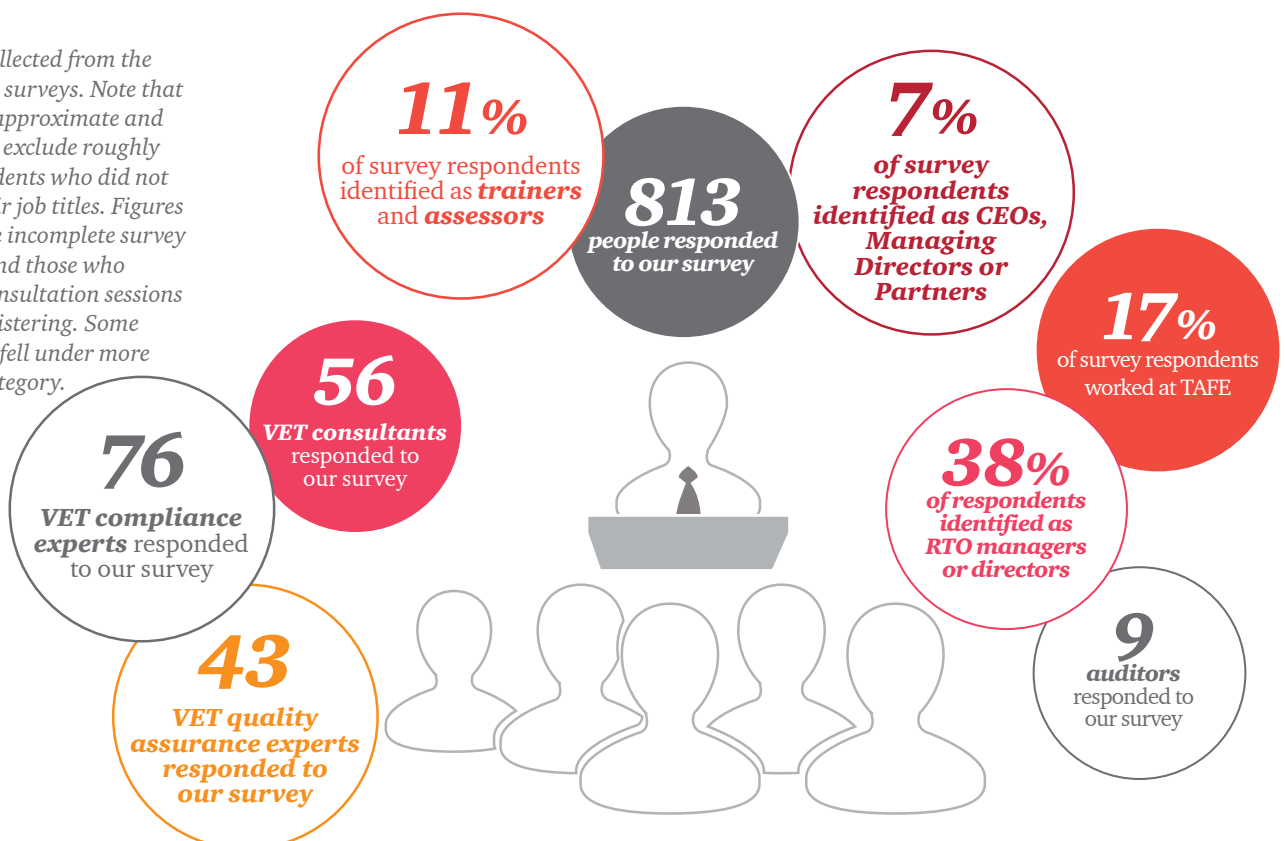 llected from the
surveys. Note that
approximate and
exclude roughly
dents who did not
r job titles. Figures
e incomplete survey
nd those who
nsultation sessions
istering. Some
fell under more
tegory.
11%
of survey respondents
identified as trainers
and assessors
813
people responded
to our survey
7%
of survey
respondents
identified as CEOs,
Managing
Directors or
Partners
17%
of survey respondents
worked at TAFE
56
VET consultants
responded to
our survey
76
VET compliance
experts responded
to our survey
38%
of respondents
identified as
RTO managers
or directors
43
VET quality
assurance experts
responded to
our survey
9
auditors
responded to
our survey